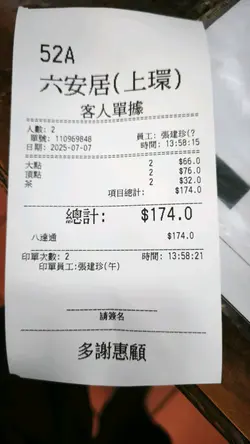 52A
六安居(上環)
客人單據
人數: 2
單號: 110969848 員工: 張建珍(?
日期: 2025-07-07 時間: 13:58:15
大點 2 $66.0
頂點 2 $76.0
茶 2 $32.0
項目總計: $174.0
總計: $174.0
八達通 $174.0
印單次數: 2 時間: 13:58:21
印單員工:張建珍(午)
請簽名
多謝惠顧